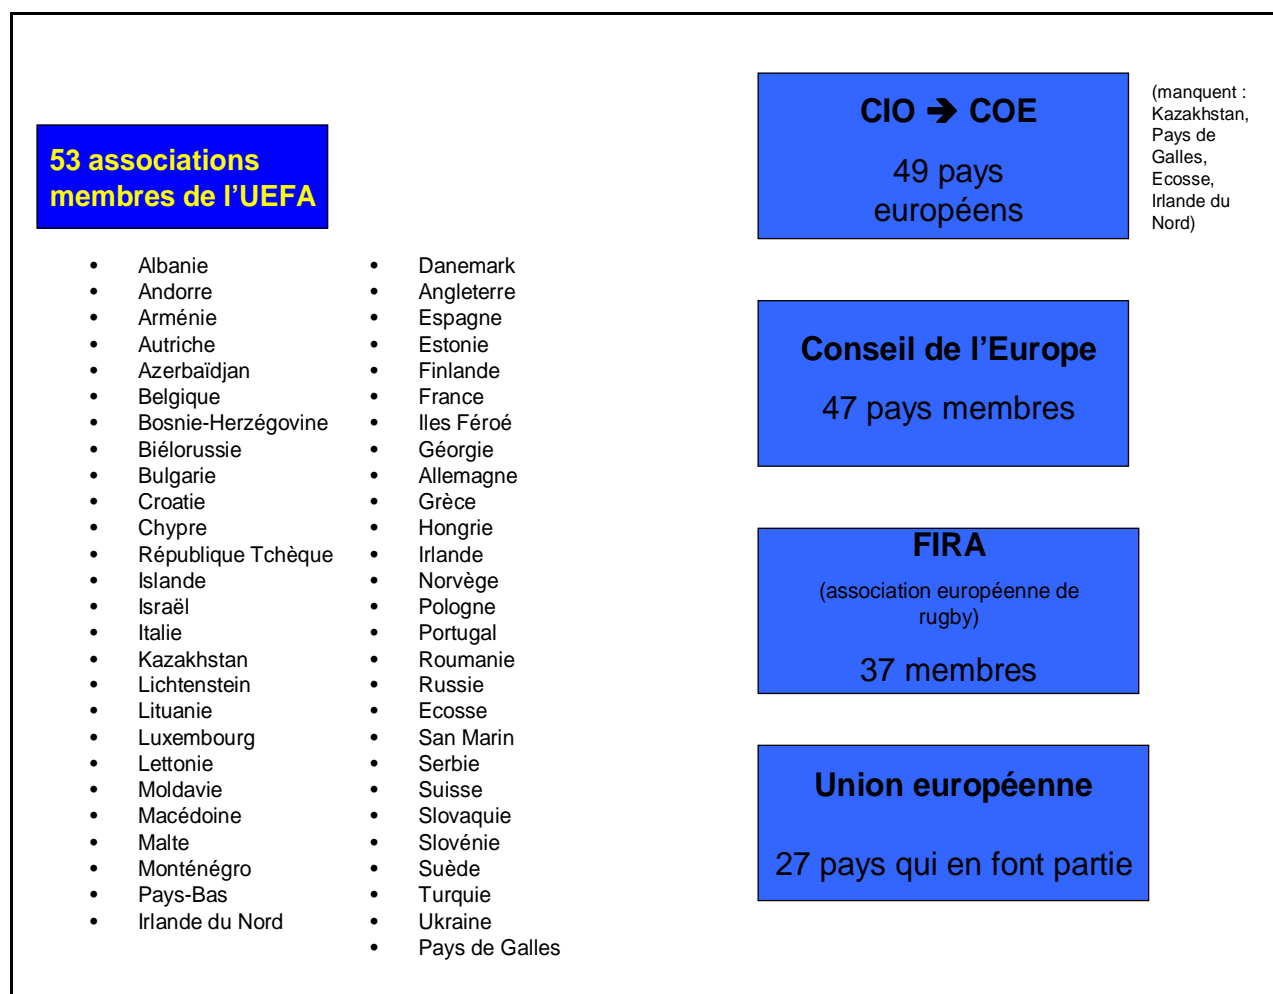 53 associations
membres de l’UEFA
• Albanie
• Andorre
• Arménie
• Autriche
• Azerbaïdjan
• Belgique
• Bosnie-Herzégovine
• Biélorussie
• Bulgarie
• Croatie
• Chypre
• République Tchèque
• Islande
• Israël
• Italie
• Kazakhstan
• Lichtenstein
• Lituanie
• Luxembourg
• Lettonie
• Moldavie
• Macédoine
• Malte
• Monténégro
• Pays-Bas
• Irlande du Nord
• Danemark
• Angleterre
• Espagne
• Estonie
• Finlande
• France
• Iles Féroé
• Géorgie
• Allemagne
• Grèce
• Hongrie
• Irlande
• Norvège
• Pologne
• Portugal
• Roumanie
• Russie
• Ecosse
• San Marin
• Serbie
• Suisse
• Slovaquie
• Slovénie
• Suède
• Turquie
• Ukraine
• Pays de Galles
CIO ➔ COE
49 pays
européens
(manquent :
Kazakhstan,
Pays de
Galles,
Ecosse,
Irlande du
Nord)
Conseil de l’Europe
47 pays membres
FIRA
(association européenne de
rugby)
37 membres
Union européenne
27 pays qui en font partie